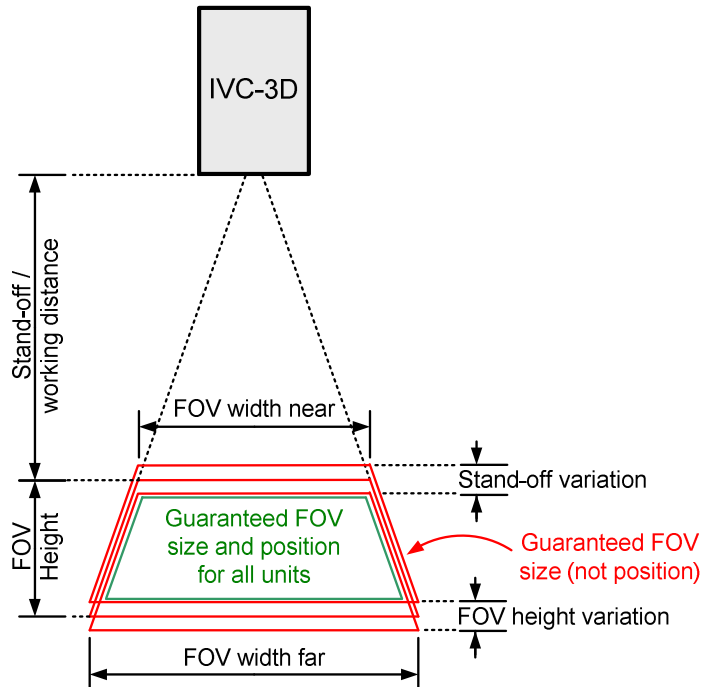 IVC-3D
Stand-off /
working distance
FOV width near
Stand-off variation
FOV
Height
Guaranteed FOV
size and position
for all units
Guaranteed FOV
size (not position)
FOV height variation
FOV width far